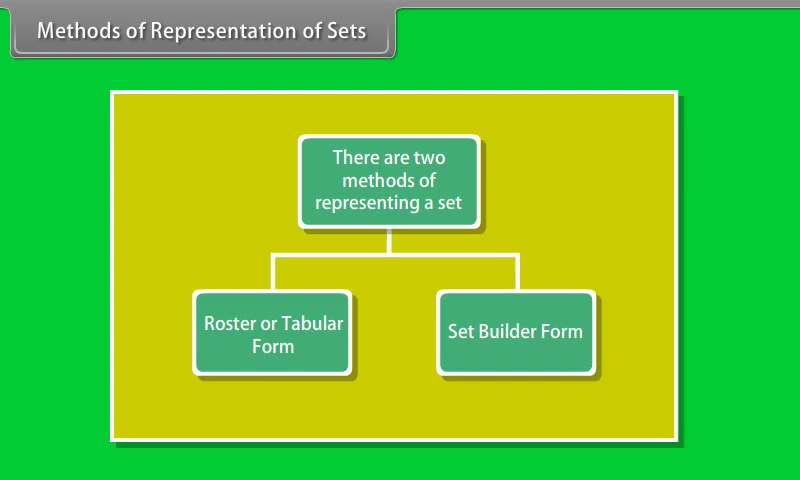 Methods of Representation of Sets
There are two
methods of
representing a set
Roster or Tabular
Form
Set Builder Form